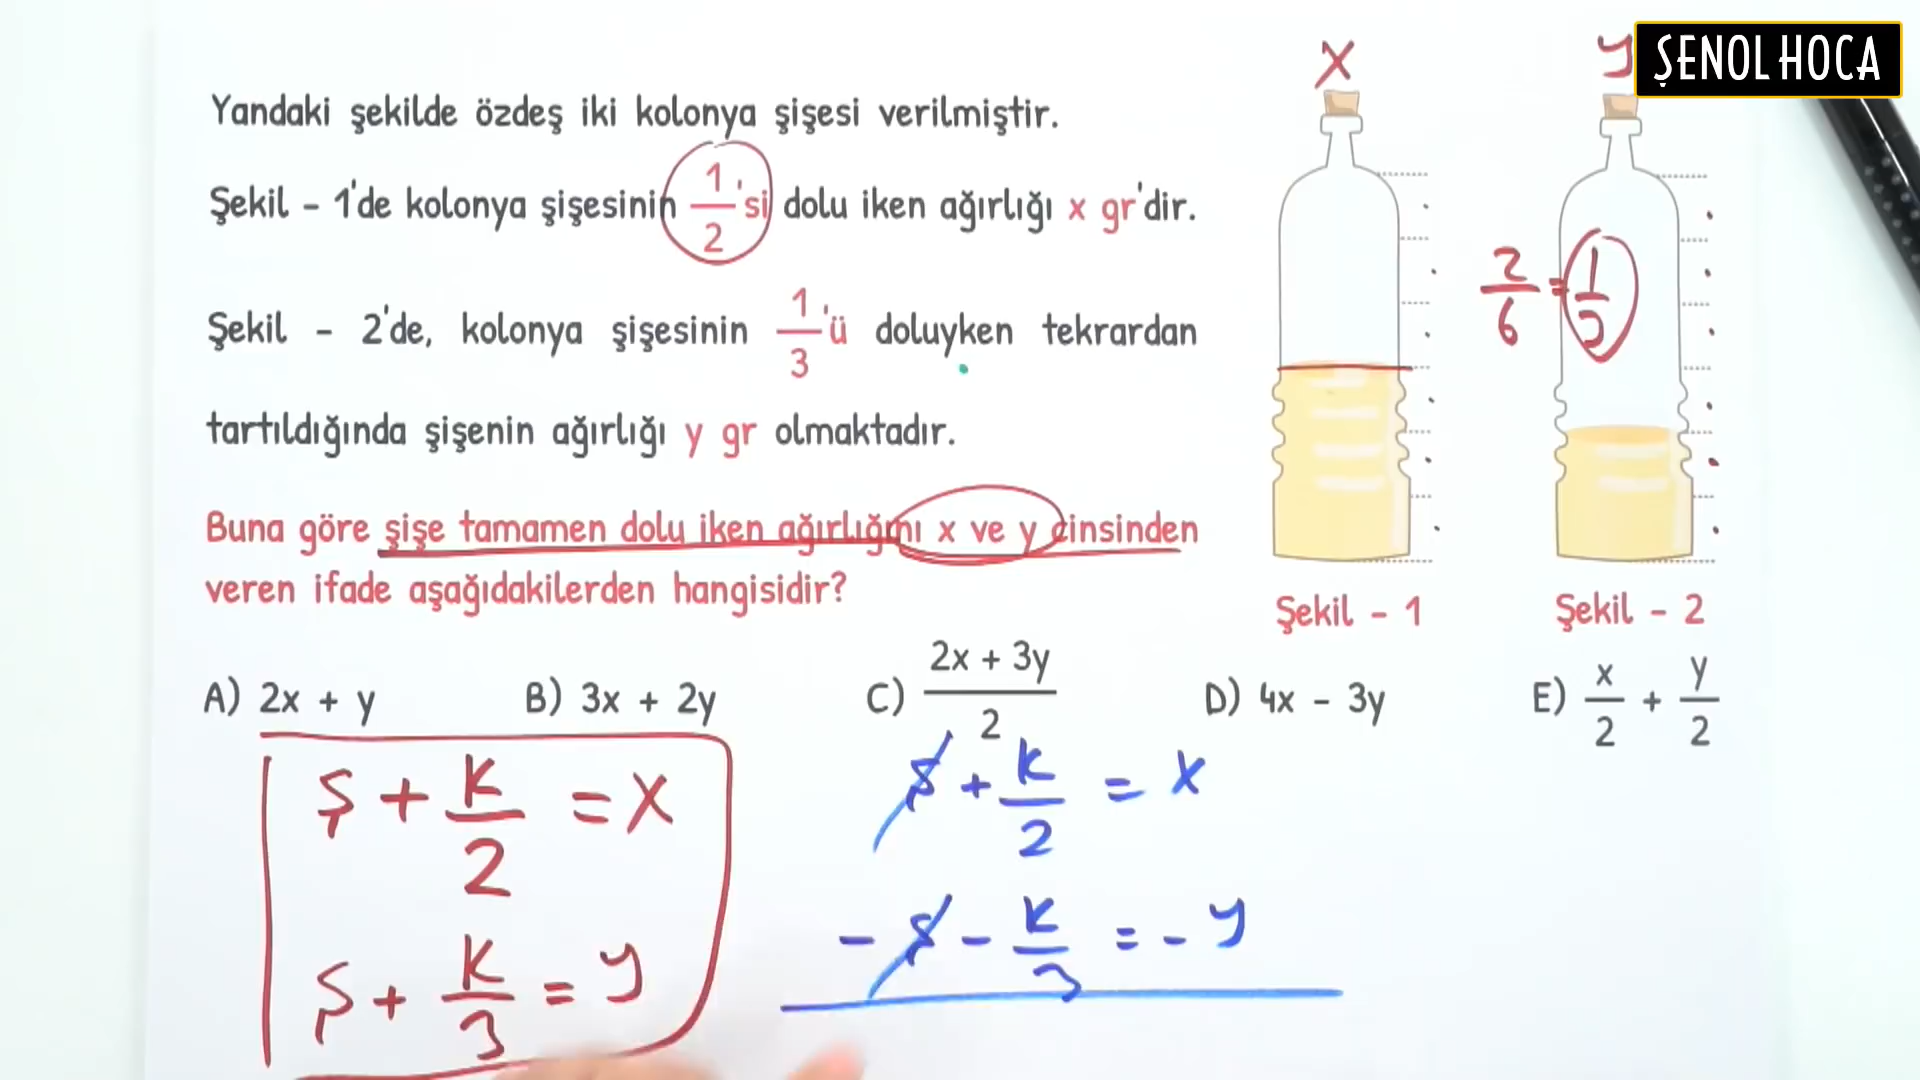 ŞENOL HOCA
x
y
Yandaki şekilde özdeş iki kolonya şişesi verilmiştir.
Şekil - 1'de kolonya şişesinin 1/2'si dolu iken ağırlığı x gr'dir.
Şekil - 2'de, kolonya şişesinin 1/3'ü doluyken tekrardan
tartıldığında şişenin ağırlığı y gr olmaktadır.
Buna göre şişe tamamen dolu iken ağırlığını x ve y cinsinden
veren ifade aşağıdakilerden hangisidir?
2/6 = 1/3
Şekil - 1
Şekil - 2
A) 2x + y
B) 3x + 2y
C) (2x + 3y)/2
D) 4x - 3y
E) x/2 + y/2
Ş + K/2 = X
Ş + K/3 = y
Ş + K/2 = X
- Ş - K/3 = - y